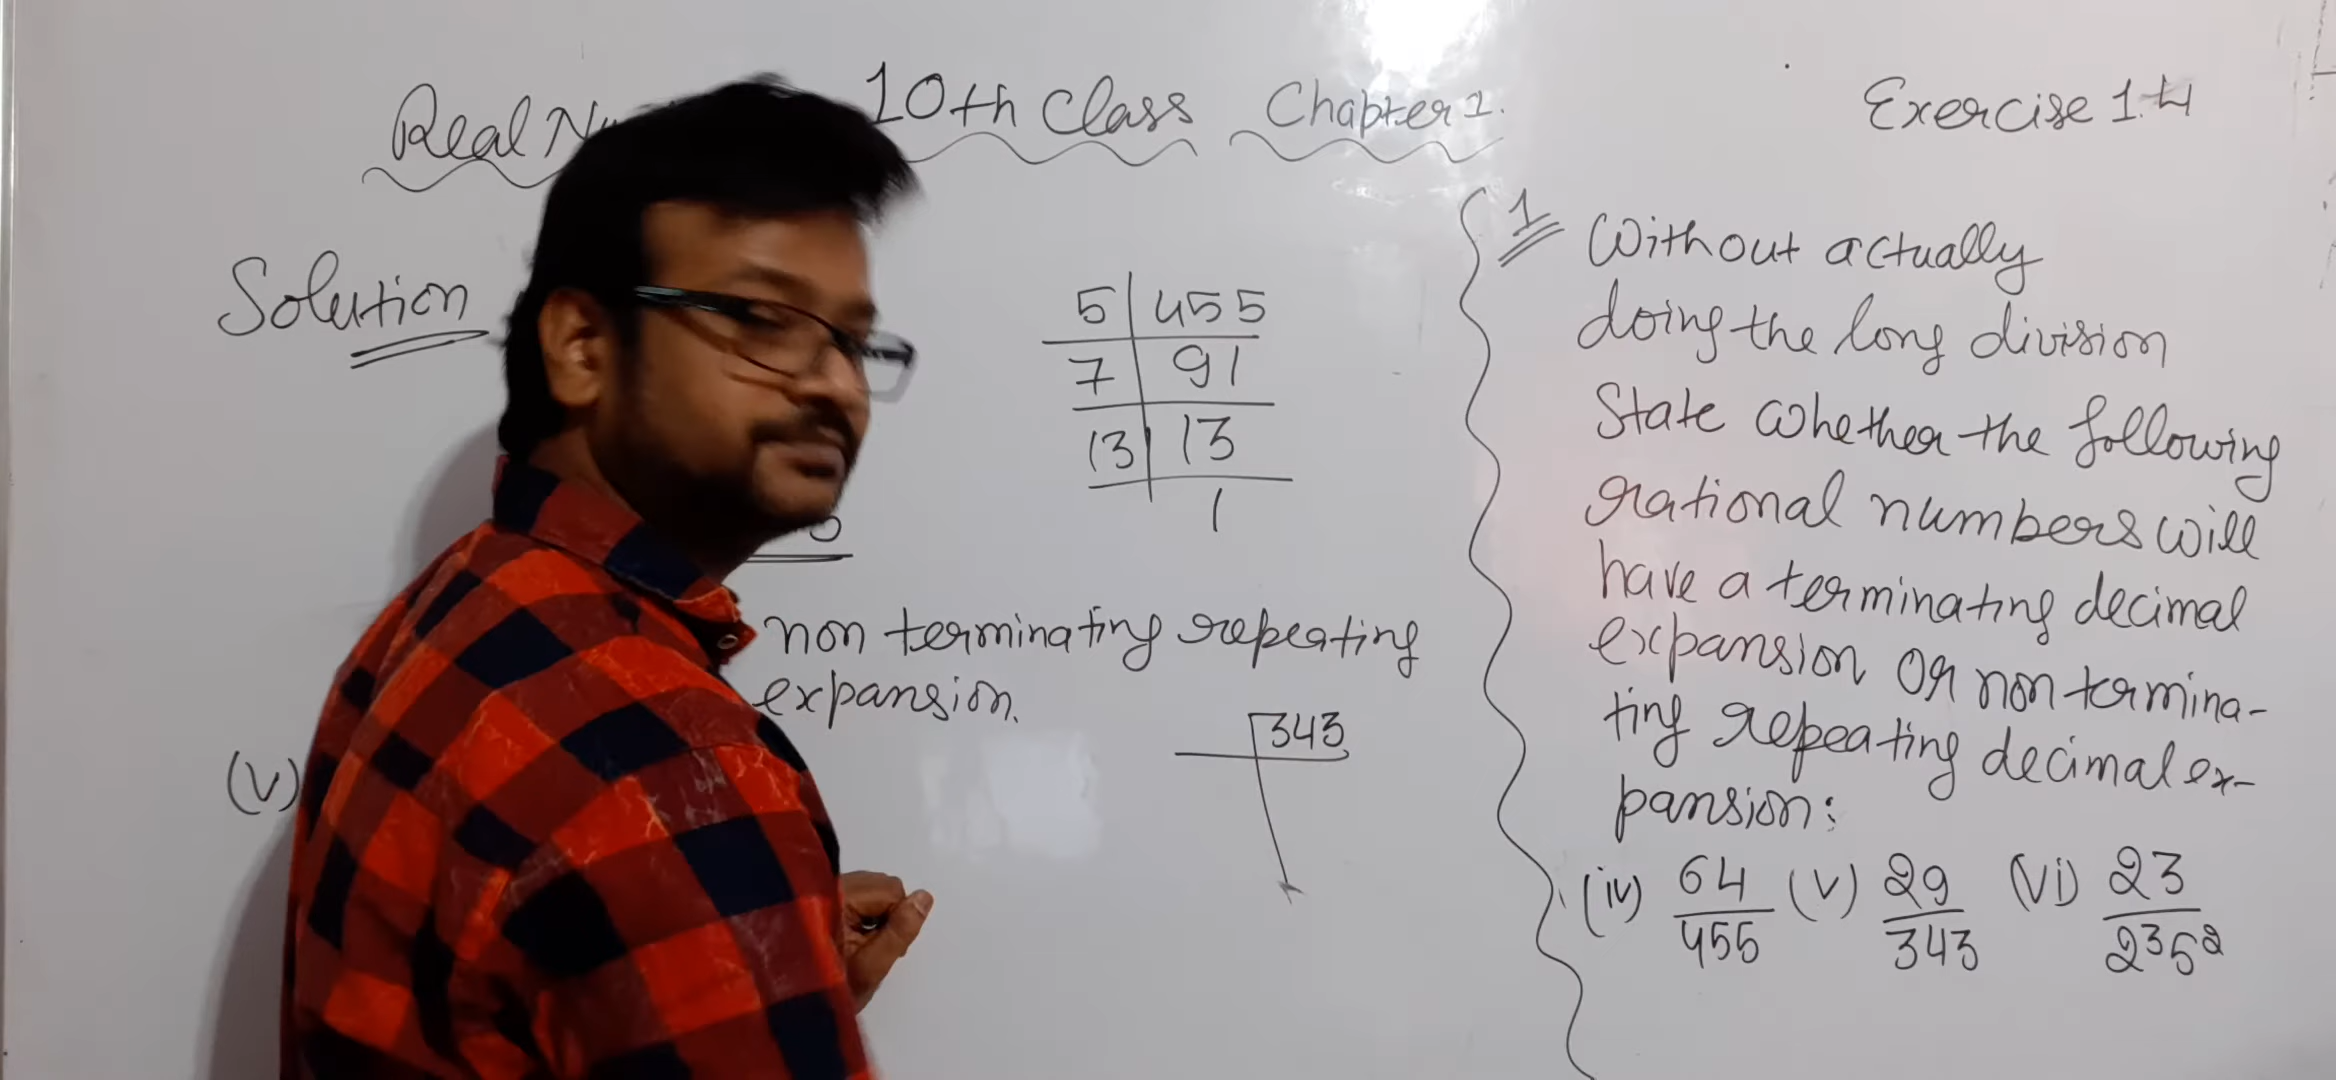 Real
10th Class Chapter 1.
Exercise 1.4
Solution
5 455
7 91
13 13
1
non terminating repeating
expansion.
(v)
343
1 Without actually
doing the long division
State whether the following
rational numbers will
have a terminating decimal
expansion or non termina-
ting repeating decimal ex-
pansion:
(iv) 64/455 (v) 29/343 (vi) 23/2³5²